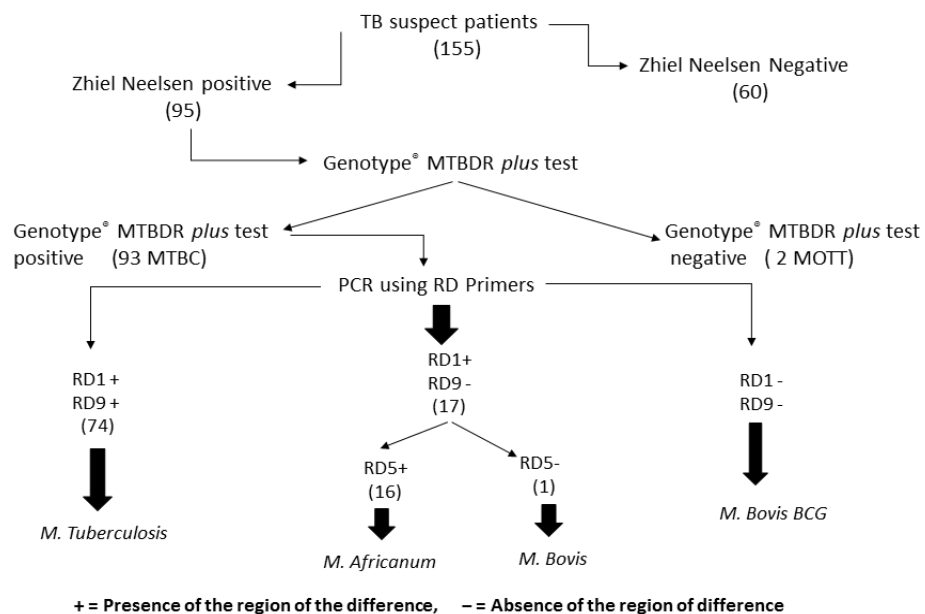 TB suspect patients
(155)
Zhiel Neelsen positive
(95)
Zhiel Neelsen Negative
(60)
Genotype® MTBDR plus test
Genotype® MTBDR plus test
positive (93 MTBC)
Genotype® MTBDR plus test
negative ( 2 MOTT)
PCR using RD Primers
RD1 +
RD9 +
(74)
RD1+
RD9 -
(17)
RD1 -
RD9 -
RD5+
(16)
RD5-
(1)
M. Tuberculosis
M. Africanum
M. Bovis
M. Bovis BCG
+ = Presence of the region of the difference, – = Absence of the region of difference